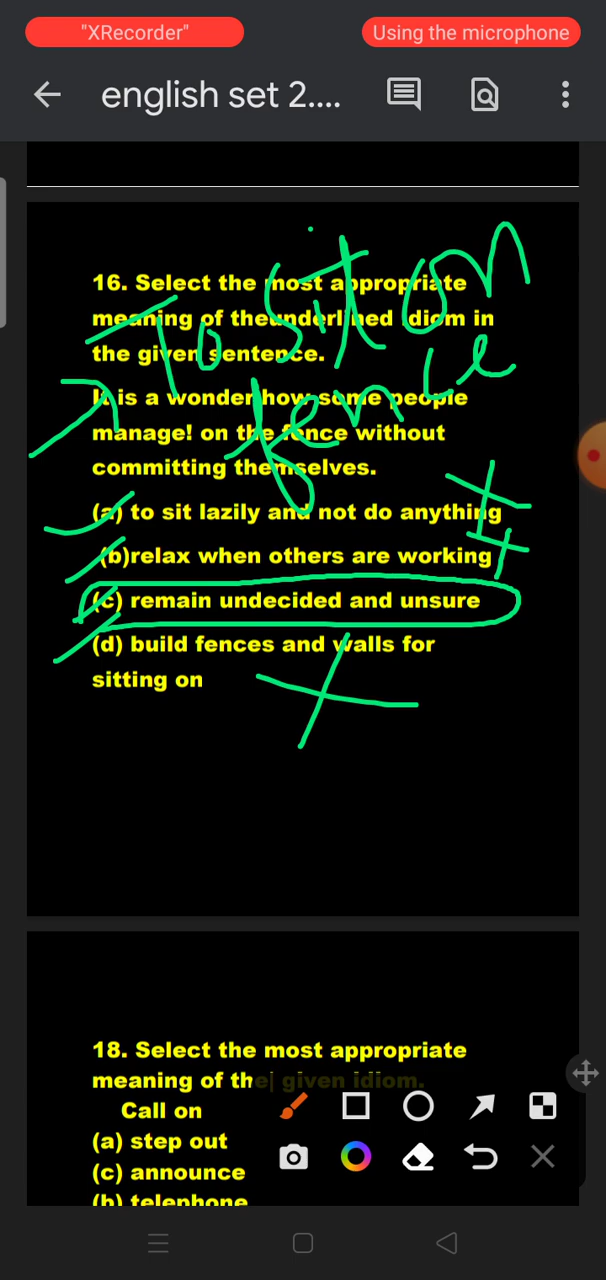 "XRecorder"
Using the microphone
english set 2....
16. Select the most appropriate
meaning of theunderlined idiom in
the given sentence.
It is a wonder how some people
manage! on the fence without
committing themselves.
(a) to sit lazily and not do anything
(b)relax when others are working
(c) remain undecided and unsure
(d) build fences and walls for
sitting on
To sit on
fence
18. Select the most appropriate
meaning of the| given idiom.
Call on
(a) step out
(c) announce
(b) telephone